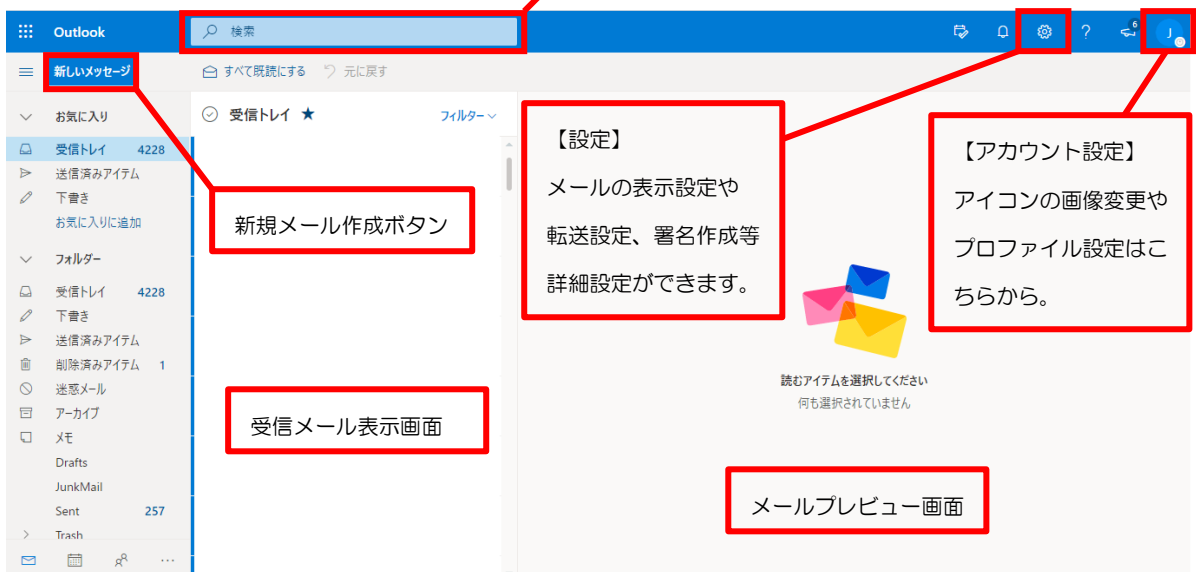 Outlook
検索
6
J
新しいメッセージ
すべて既読にする 元に戻す
お気に入り
受信トレイ 4228
送信済みアイテム
下書き
お気に入りに追加
フォルダー
受信トレイ 4228
下書き
送信済みアイテム
削除済みアイテム 1
迷惑メール
アーカイブ
メモ
Drafts
JunkMail
Sent 257
Trash
受信トレイ ★ フィルター
新規メール作成ボタン
受信メール表示画面
【設定】
メールの表示設定や
転送設定、署名作成等
詳細設定ができます。
【アカウント設定】
アイコンの画像変更や
プロファイル設定はこ
ちらから。
読むアイテムを選択してください
何も選択されていません
メールプレビュー画面